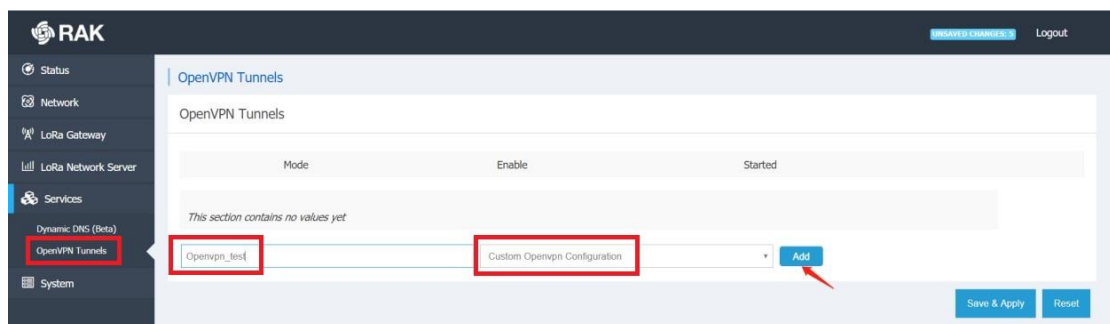 RAK
UNSAVED CHANGES: 5
Logout
Status
Network
LoRa Gateway
LoRa Network Server
Services
Dynamic DNS (Beta)
OpenVPN Tunnels
System
OpenVPN Tunnels
OpenVPN Tunnels
Mode Enable Started
This section contains no values yet
Openvpn_test Custom Openvpn Configuration Add
Save & Apply Reset